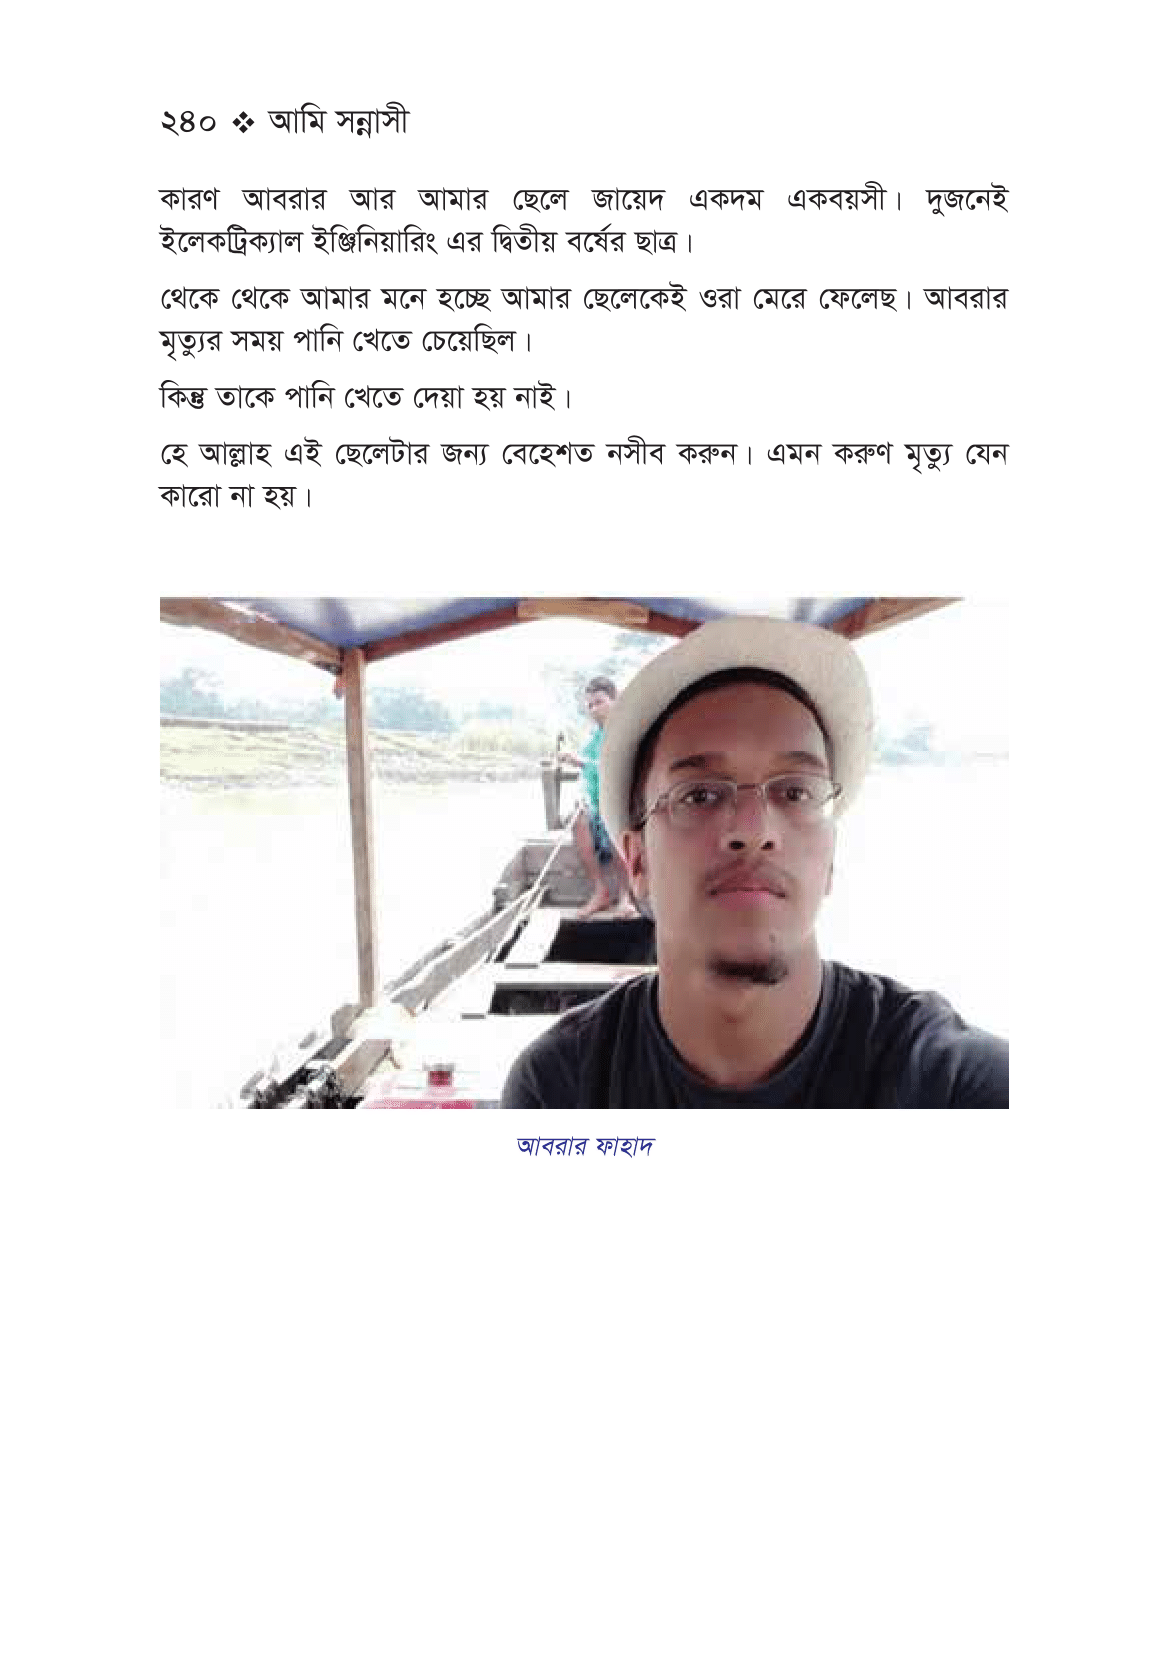 ২৪০ ❖ আমি সন্নাসী
কারণ আবরার আর আমার ছেলে জায়েদ একদম একবয়সী। দুজনেই
ইলেকট্রিক্যাল ইঞ্জিনিয়ারিং এর দ্বিতীয় বর্ষের ছাত্র।
থেকে থেকে আমার মনে হচ্ছে আমার ছেলেকেই ওরা মেরে ফেলেছ। আবরার
মৃত্যুর সময় পানি খেতে চেয়েছিল।
কিন্তু তাকে পানি খেতে দেয়া হয় নাই।
হে আল্লাহ এই ছেলেটার জন্য বেহেশত নসীব করুন। এমন করুণ মৃত্যু যেন
কারো না হয়।
আবরার ফাহাদ